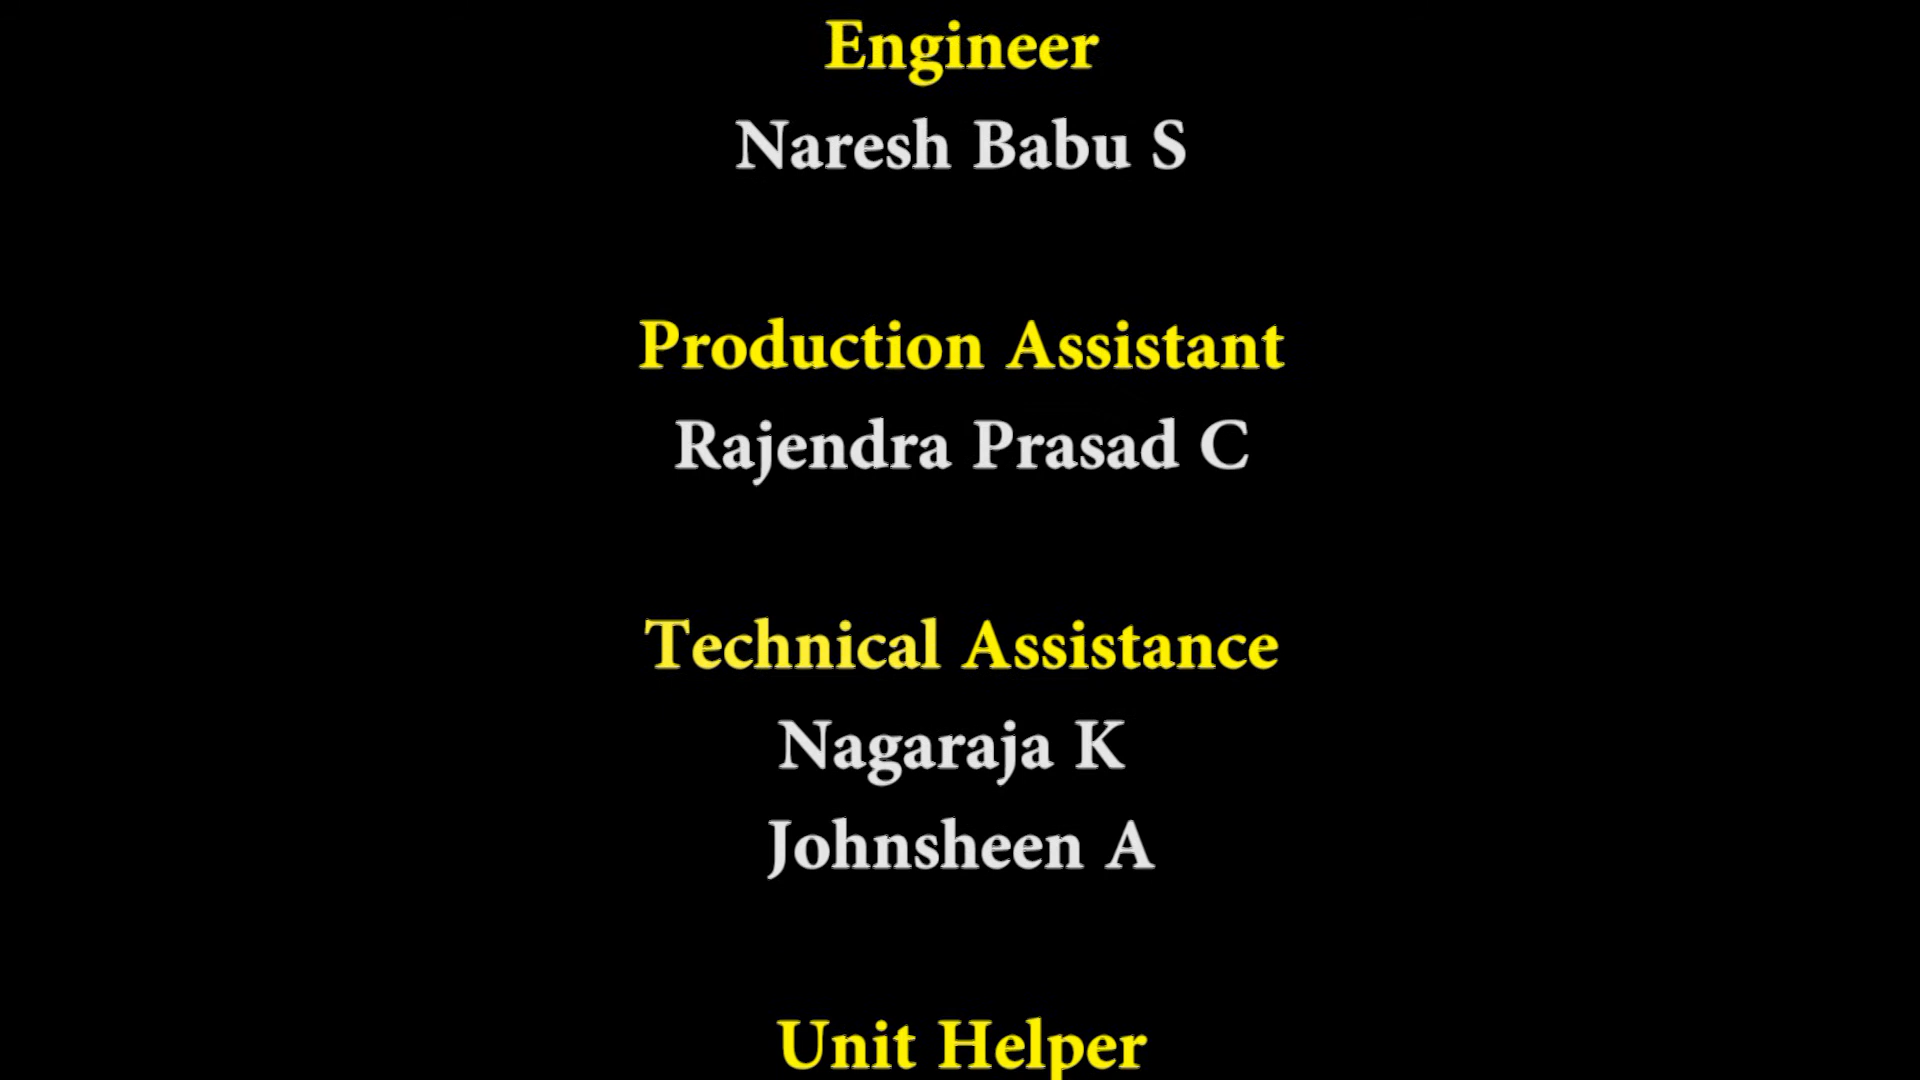 Engineer
Naresh Babu S
Production Assistant
Rajendra Prasad C
Technical Assistance
Nagaraja K
Johnsheen A
Unit Helper